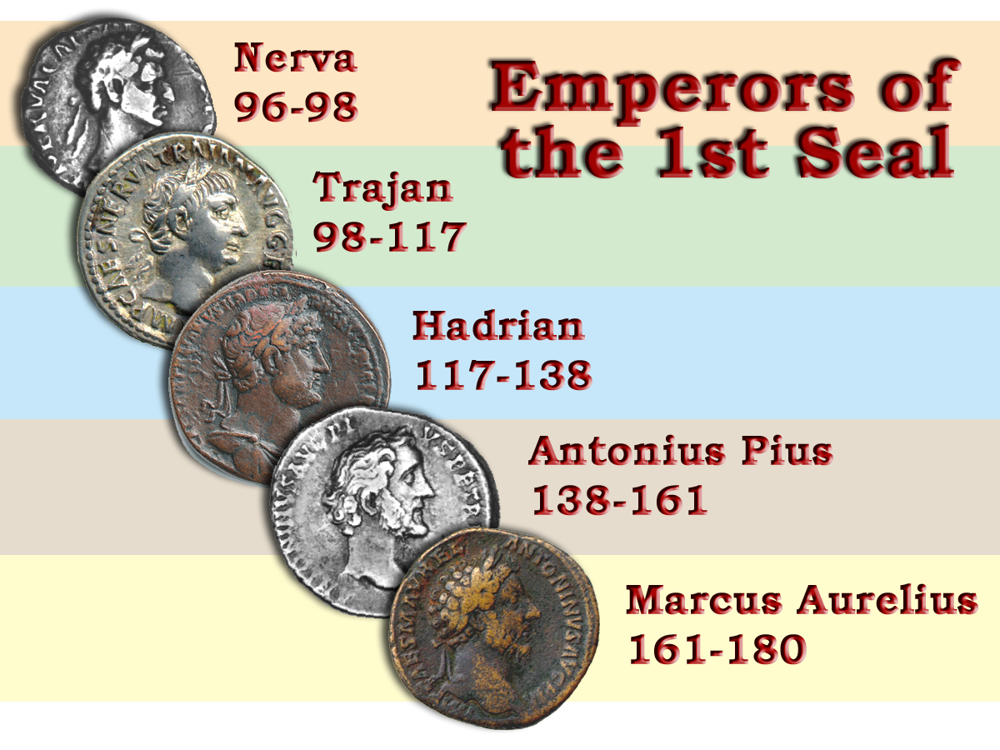 Emperors of
the 1st Seal
Nerva
96-98
Trajan
98-117
Hadrian
117-138
Antonius Pius
138-161
Marcus Aurelius
161-180